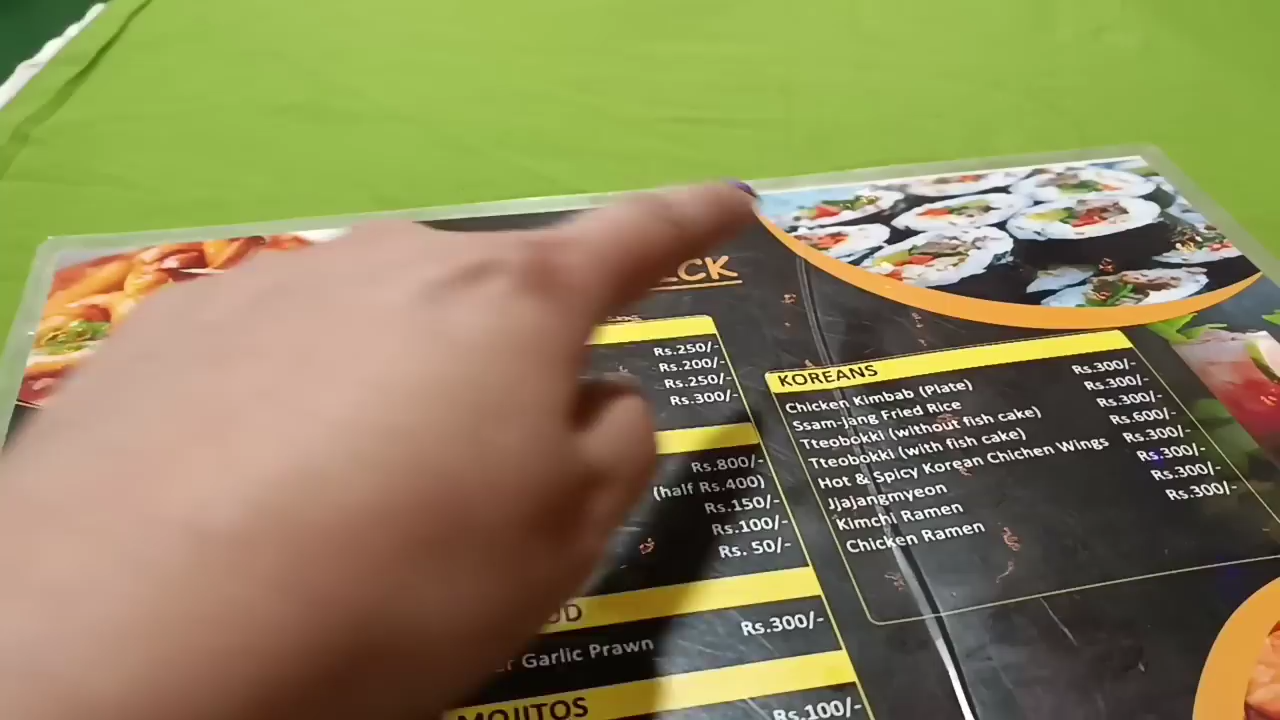 CK
Rs.250/-
Rs.200/-
Rs.250/-
Rs.300/-
Rs.800/-
(half Rs.400)
Rs.150/-
Rs.100/-
Rs. 50/-
Rs.300/-
Garlic Prawn
MOJITOS
Rs.100/-
KOREANS
Chicken Kimbab (Plate) Rs.300/-
Ssam-jang Fried Rice Rs.300/-
Tteobokki (without fish cake) Rs.300/-
Tteobokki (with fish cake) Rs.600/-
Hot & Spicy Korean Chichen Wings Rs.300/-
Jjajangmyeon Rs.300/-
Kimchi Ramen Rs.300/-
Chicken Ramen Rs.300/-